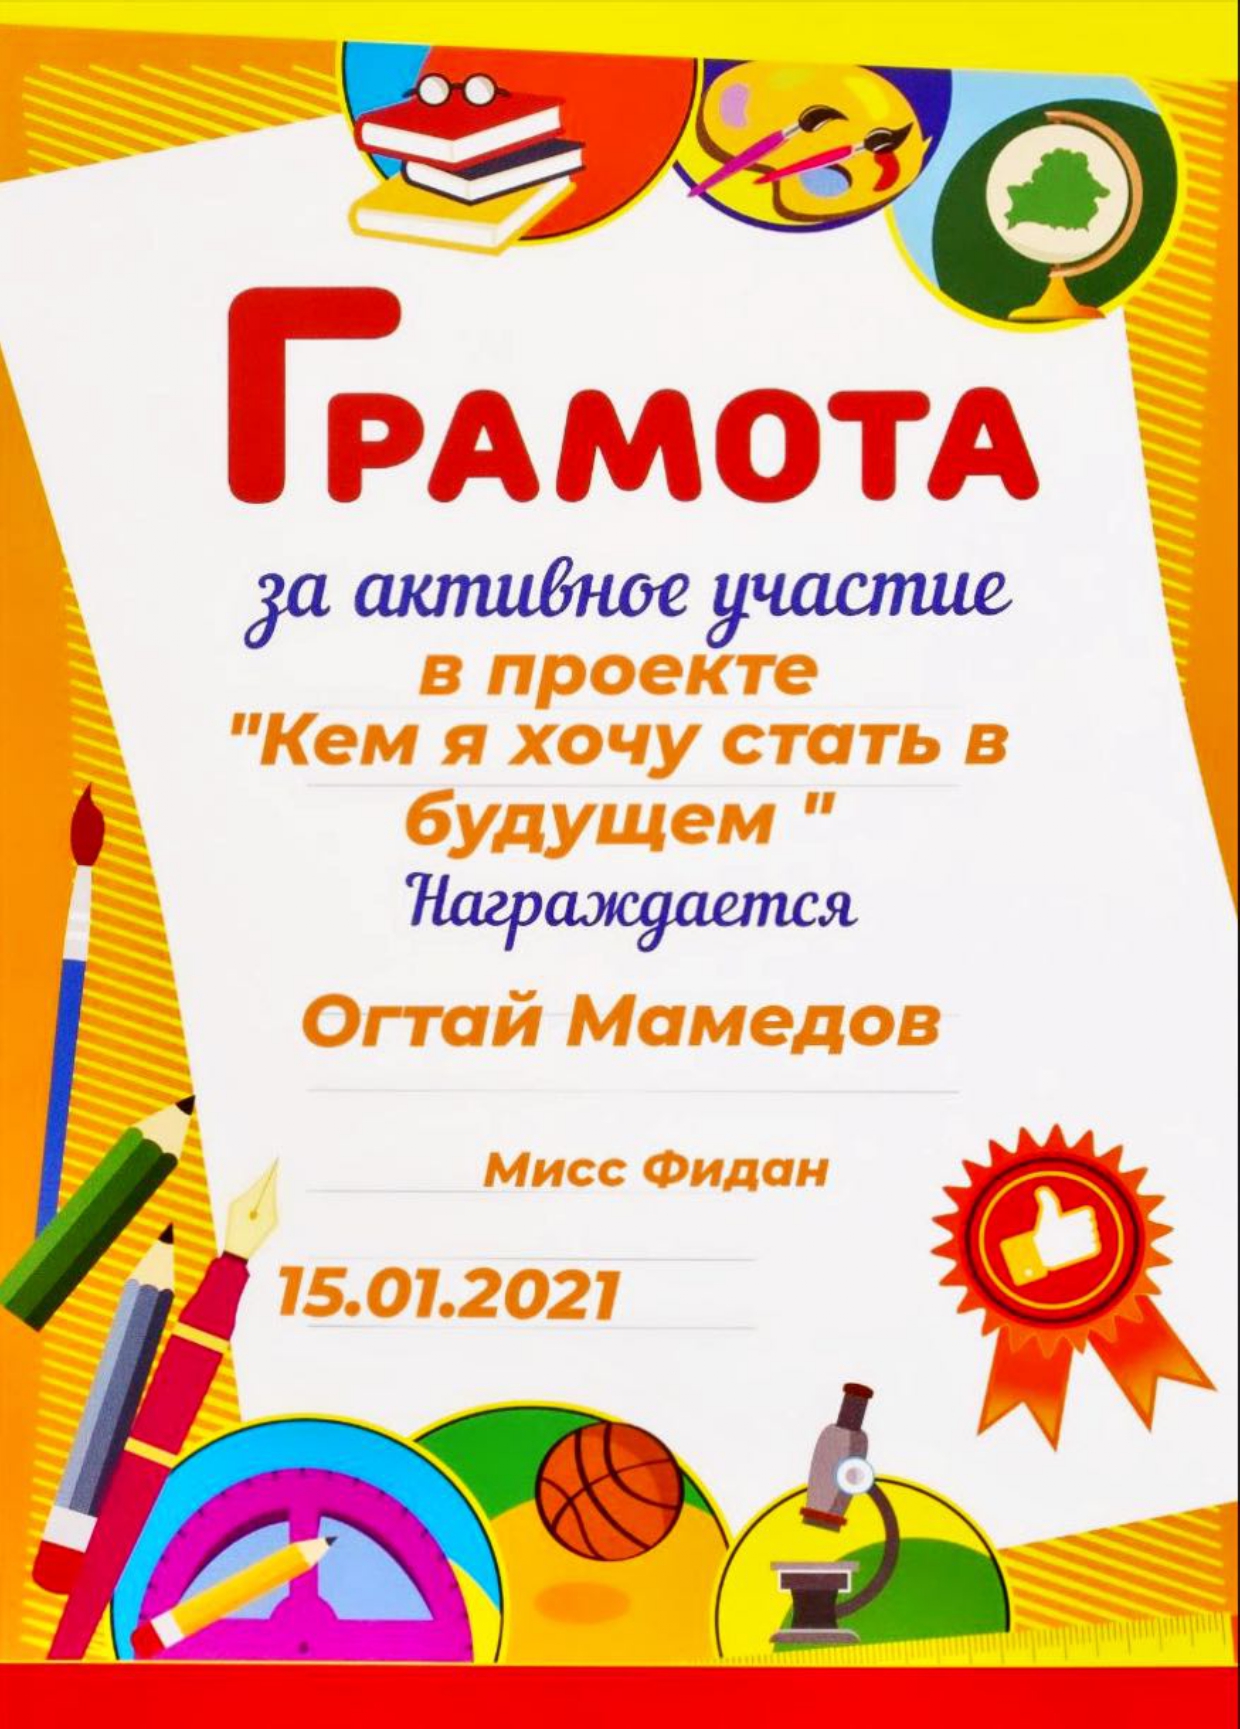 Грамота
за активное участие
в проекте
"Кем я хочу стать в
будущем "
Награждается
Огтай Мамедов
Мисс Фидан
15.01.2021